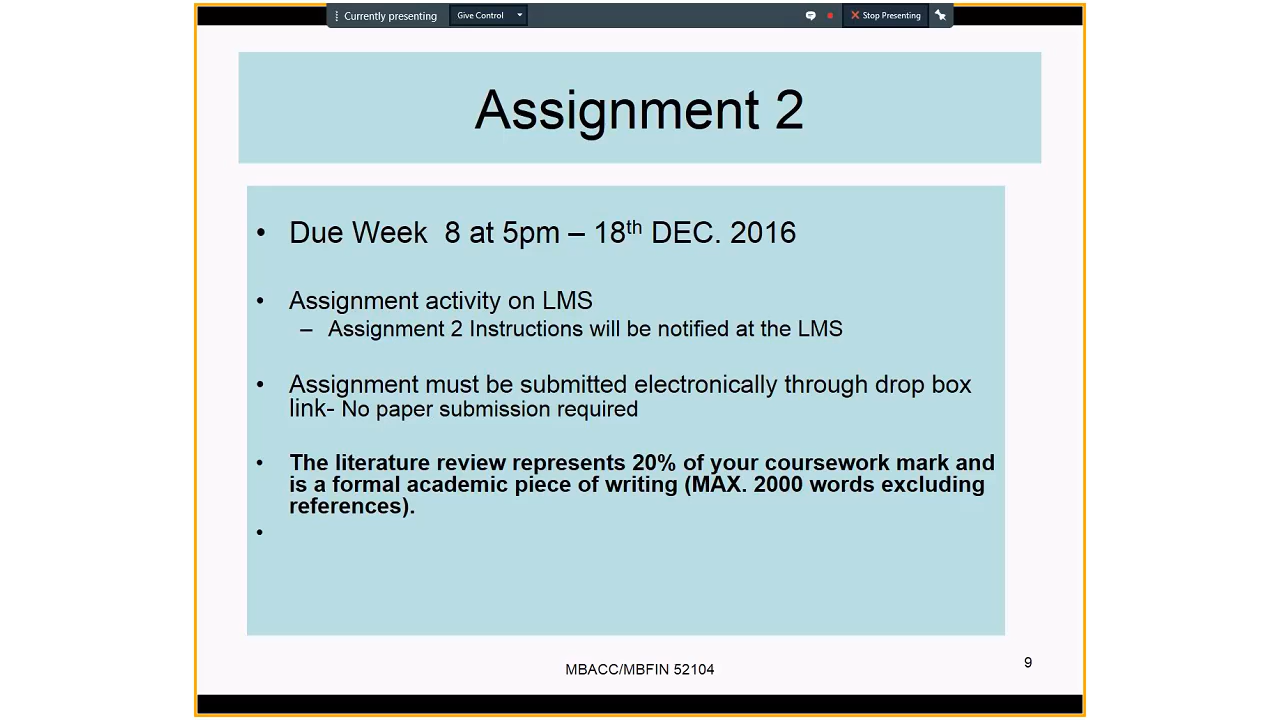 Currently presenting Give Control Stop Presenting
Assignment 2
• Due Week 8 at 5pm – 18th DEC. 2016
• Assignment activity on LMS
– Assignment 2 Instructions will be notified at the LMS
• Assignment must be submitted electronically through drop box
link- No paper submission required
• The literature review represents 20% of your coursework mark and
is a formal academic piece of writing (MAX. 2000 words excluding
references).
•
MBACC/MBFIN 52104
9